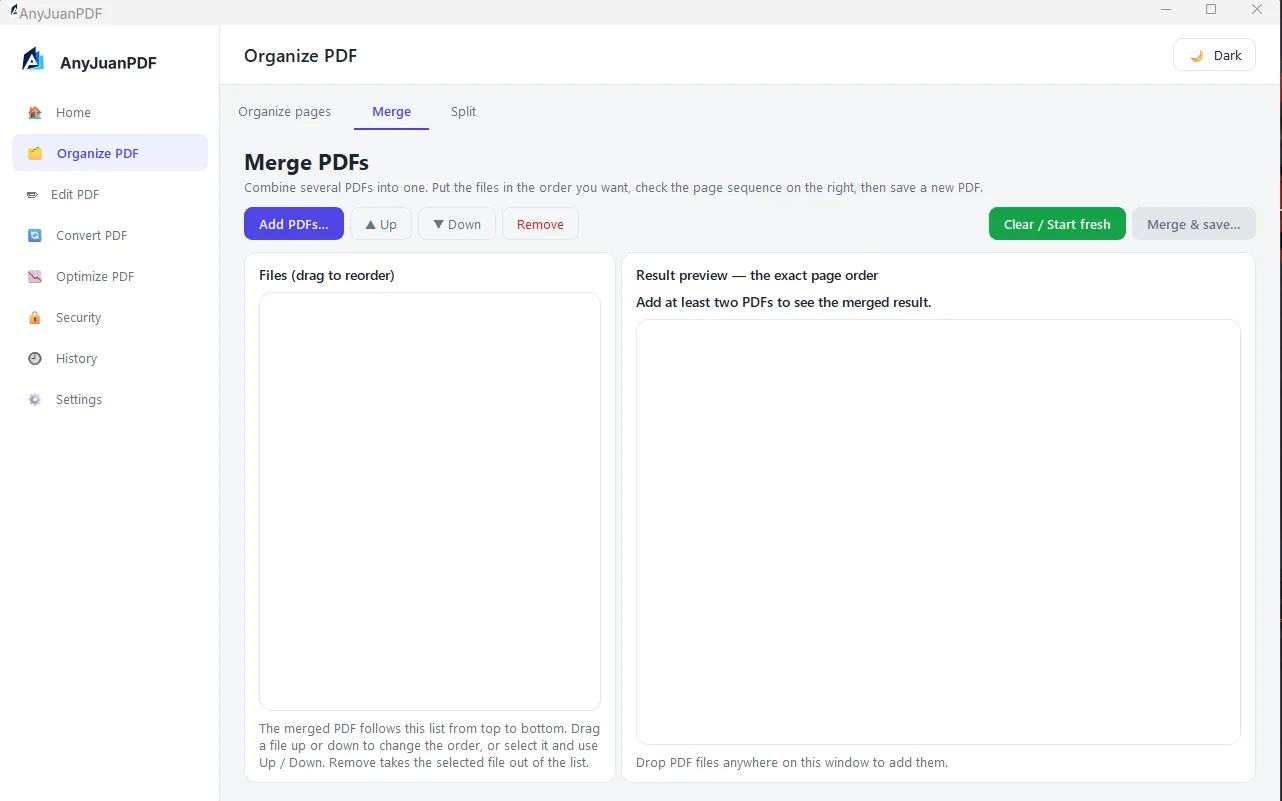 AnyJuanPDF
AnyJuanPDF
Home
Organize PDF
Edit PDF
Convert PDF
Optimize PDF
Security
History
Settings
Organize PDF
Dark
Organize pages
Merge
Split
Merge PDFs
Combine several PDFs into one. Put the files in the order you want, check the page sequence on the right, then save a new PDF.
Add PDFs...
▲ Up
▼ Down
Remove
Clear / Start fresh
Merge & save...
Files (drag to reorder)
The merged PDF follows this list from top to bottom. Drag
a file up or down to change the order, or select it and use
Up / Down. Remove takes the selected file out of the list.
Result preview — the exact page order
Add at least two PDFs to see the merged result.
Drop PDF files anywhere on this window to add them.